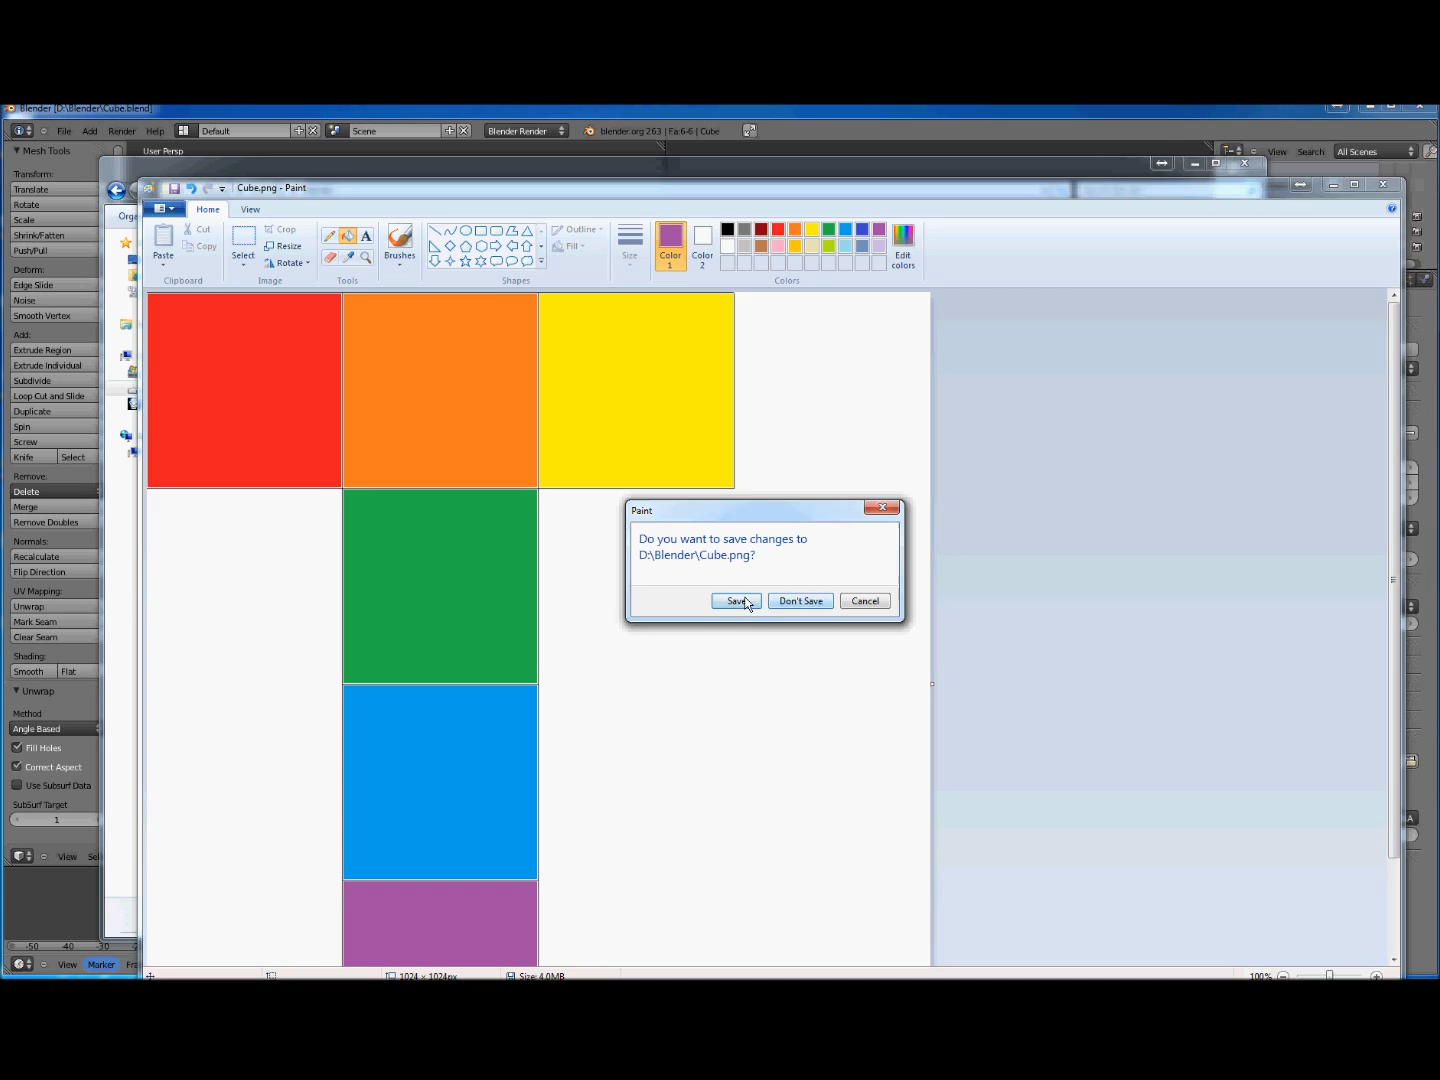 Blender [D:\Blender\Cube.blend]
File Add Render Help Default Scene Blender Render blender.org 263 | Fa:6-6 | Cube
Mesh Tools
User Persp
View Search All Scenes
Transform:
Translate
Rotate
Scale
Shrink/Fatten
Push/Pull
Deform:
Edge Slide
Noise
Smooth Vertex
Add:
Extrude Region
Extrude Individual
Subdivide
Loop Cut and Slide
Duplicate
Spin
Screw
Knife Select
Remove:
Delete
Merge
Remove Doubles
Normals:
Recalculate
Flip Direction
UV Mapping:
Unwrap
Mark Seam
Clear Seam
Shading:
Smooth Flat
Unwrap
Method
Angle Based
Fill Holes
Correct Aspect
Use Subsurf Data
SubSurf Target
1
View Sel
-50 -40 -30
View Marker Fra
Orga
Cube.png - Paint
Home View
Paste
Cut
Copy
Clipboard
Select
Crop
Resize
Rotate
Image
A
Tools
Brushes
Outline
Fill
Shapes
Size
Color
1
Color
2
Edit
colors
Colors
Paint
Do you want to save changes to
D:\Blender\Cube.png?
Save Don't Save Cancel
1024 × 1024px Size: 4.0MB 100%